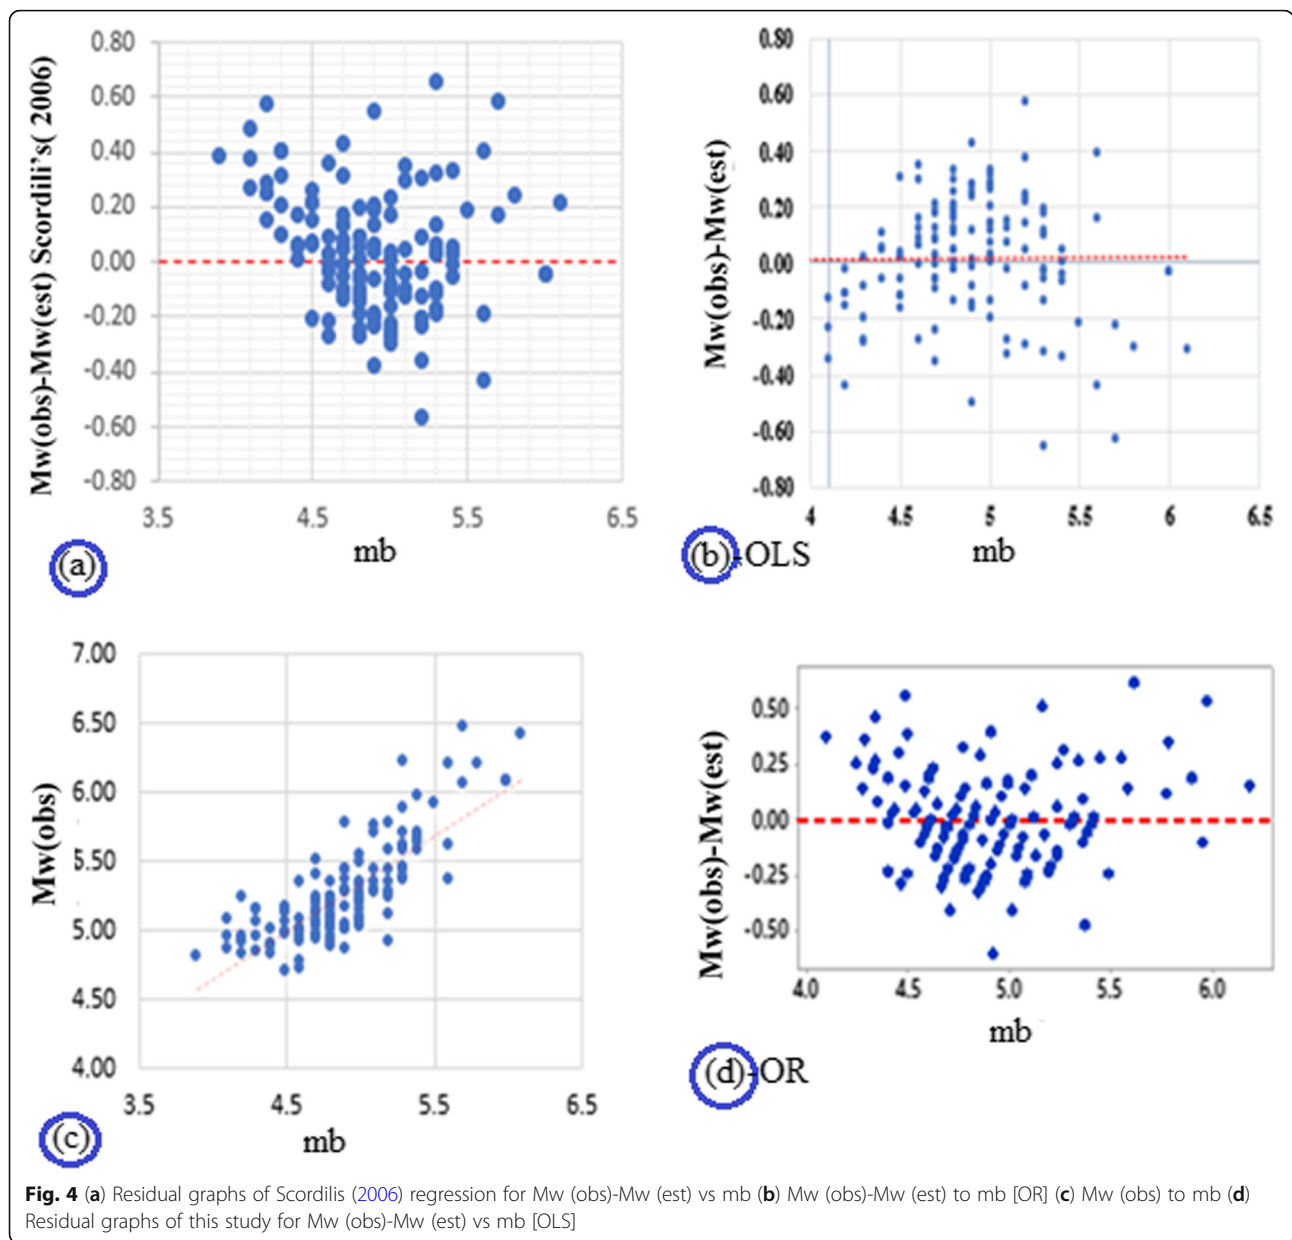 0.80
0.60
0.40
0.20
0.00
-0.20
-0.40
-0.60
-0.80
3.5 4.5 5.5 6.5
Mw(obs)-Mw(est) Scordili's( 2006)
mb
(a)
0.80
0.60
0.40
0.20
0.00
-0.20
-0.40
-0.60
-0.80
4 4.5 5 5.5 6 6.5
Mw(obs)-Mw(est)
mb
(b)-OLS
7.00
6.50
6.00
5.50
5.00
4.50
4.00
3.5 4.5 5.5 6.5
Mw(obs)
mb
(c)
0.50
0.25
0.00
-0.25
-0.50
4.0 4.5 5.0 5.5 6.0
Mw(obs)-Mw(est)
mb
(d)-OR
Fig. 4 (a) Residual graphs of Scordilis (2006) regression for Mw (obs)-Mw (est) vs mb (b) Mw (obs)-Mw (est) to mb [OR] (c) Mw (obs) to mb (d)
Residual graphs of this study for Mw (obs)-Mw (est) vs mb [OLS]